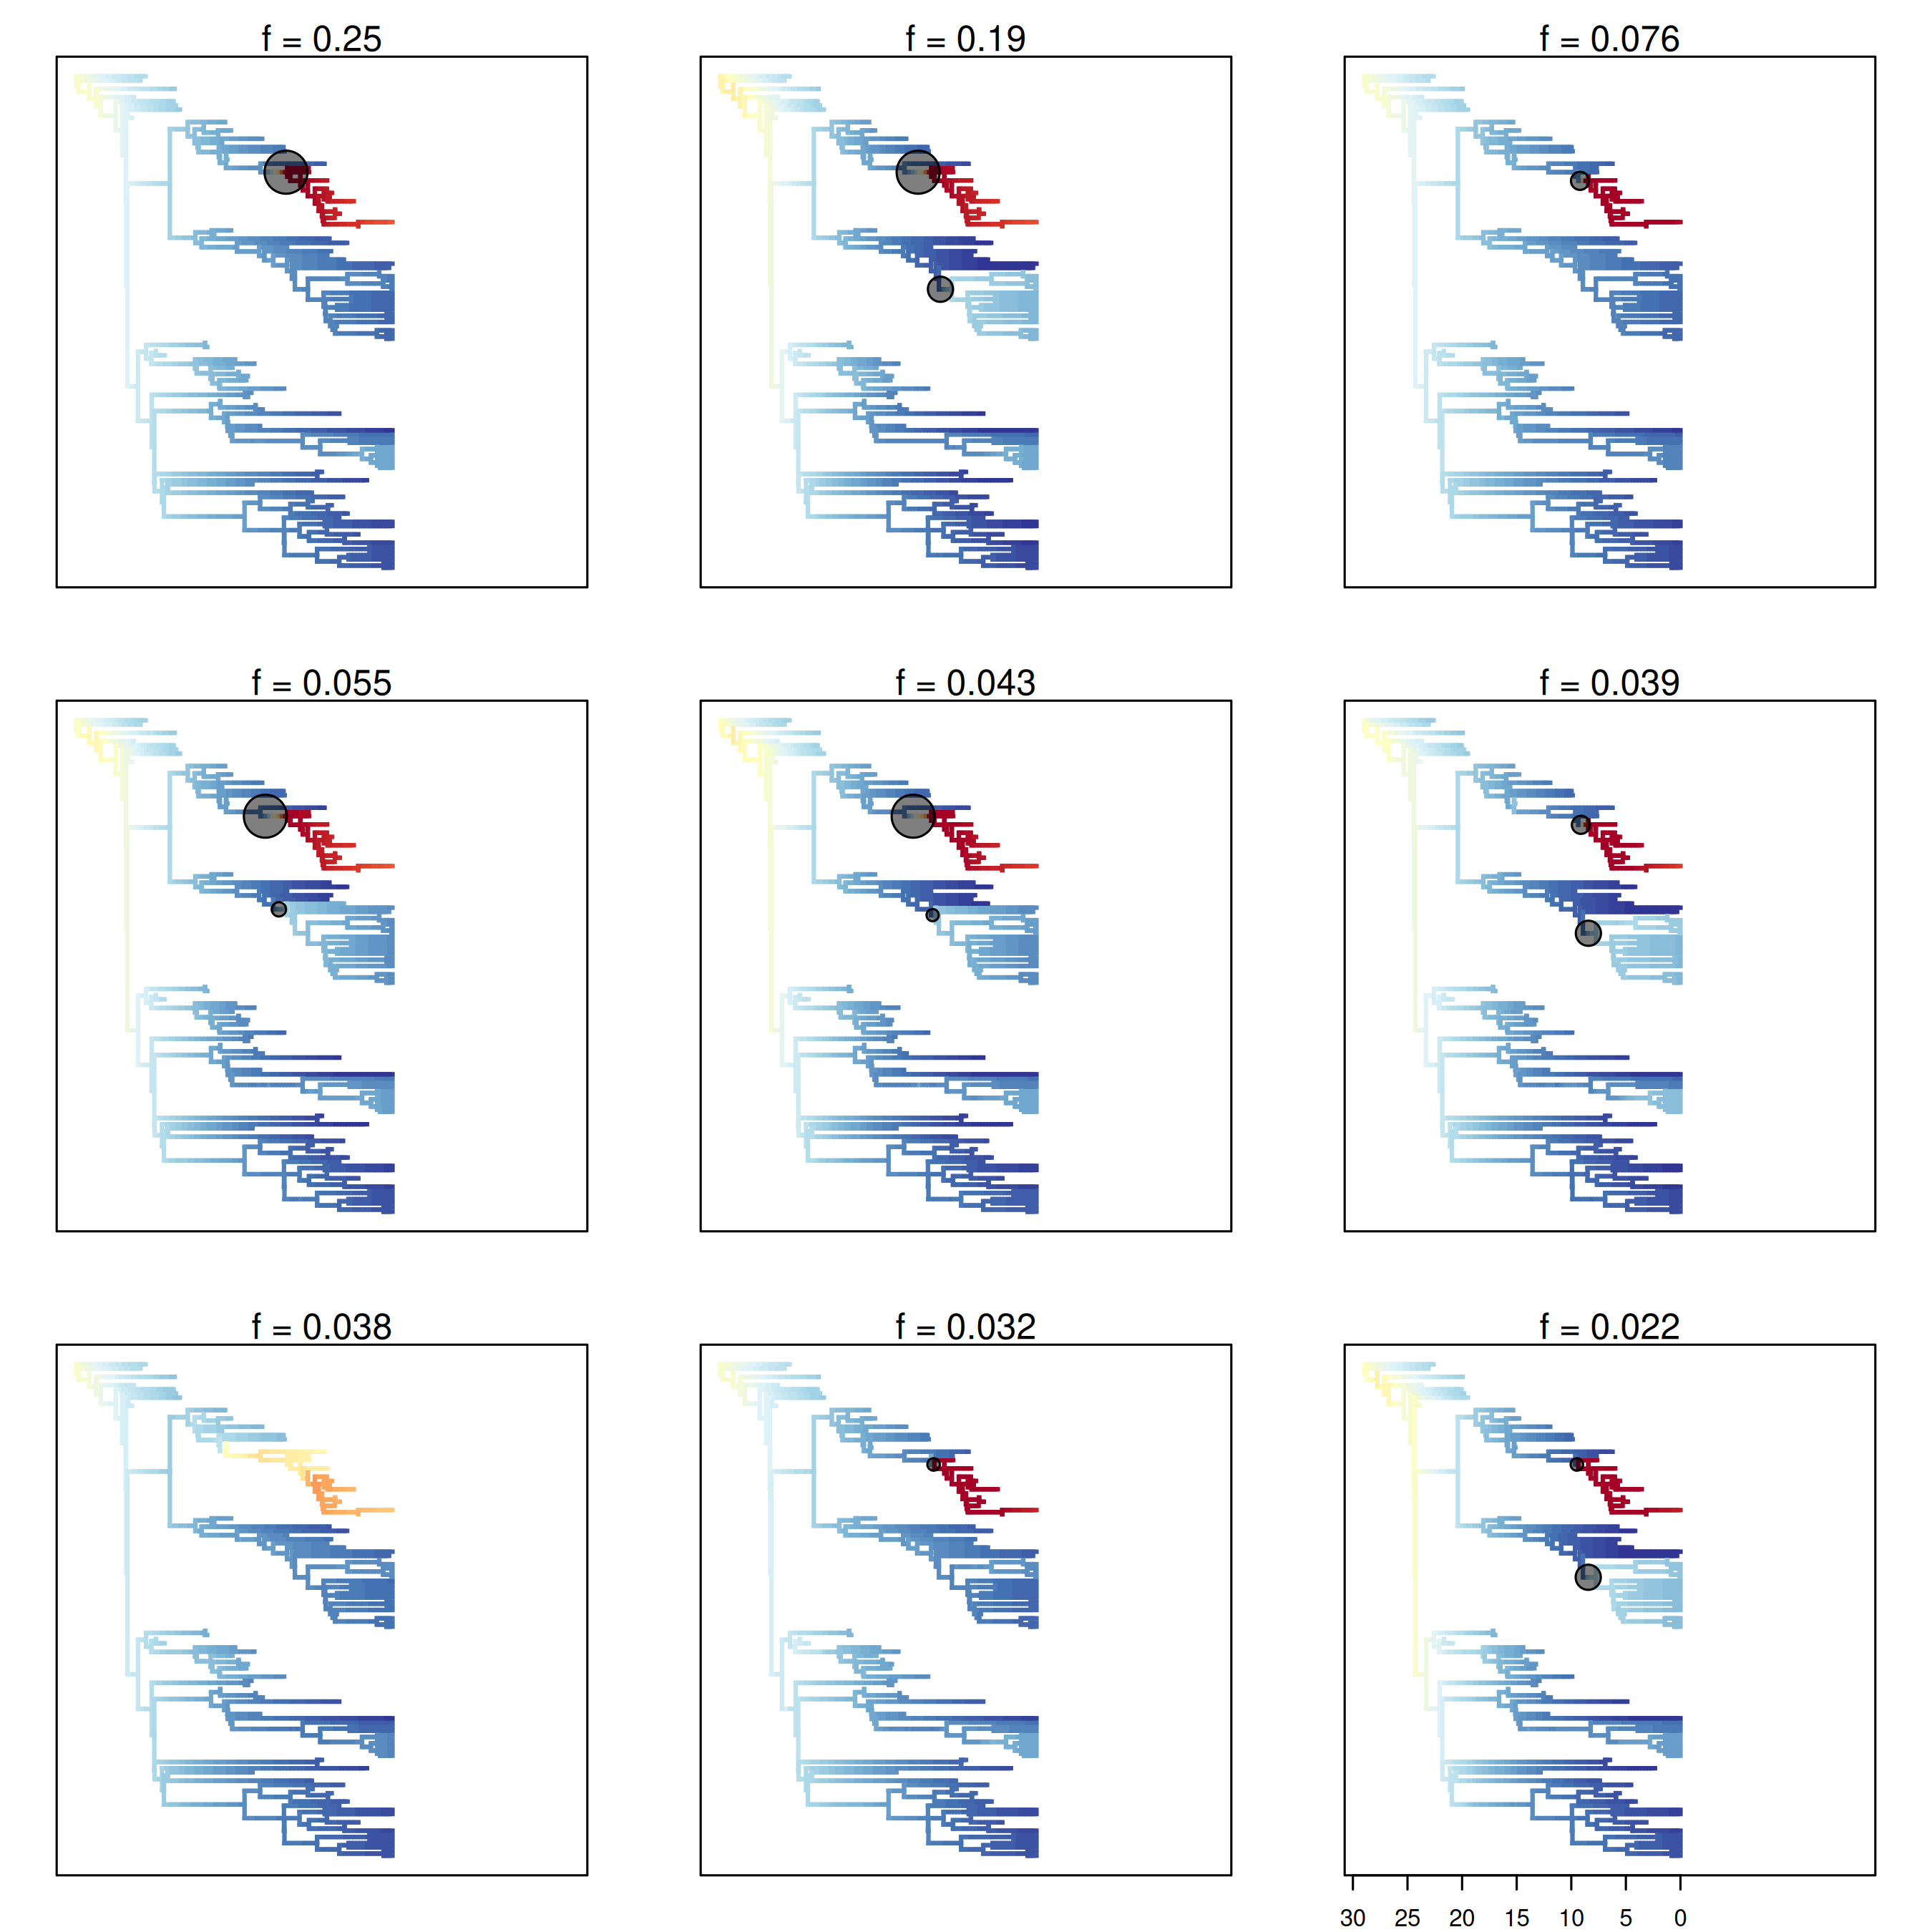 f = 0.25
f = 0.19
f = 0.076
f = 0.055
f = 0.043
f = 0.039
f = 0.038
f = 0.032
f = 0.022
30 25 20 15 10 5 0